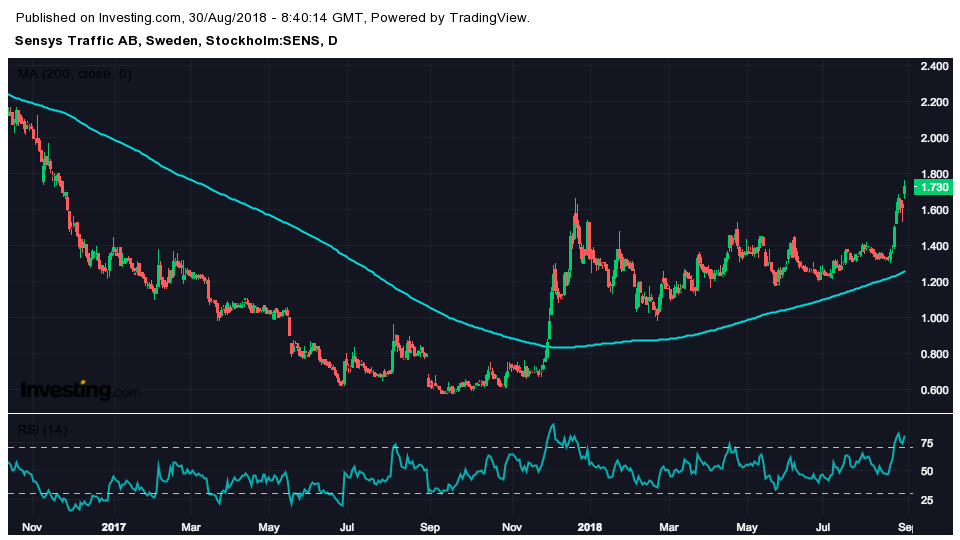 Published on Investing.com, 30/Aug/2018 - 8:40:14 GMT, Powered by TradingView.
Sensys Traffic AB, Sweden, Stockholm:SENS, D
MA (200, close, 0)
2.400
2.200
2.000
1.800
1.730
1.600
1.400
1.200
1.000
0.800
0.600
Investing.com
RSI (14)
75
50
25
Nov 2017 Mar May Jul Sep Nov 2018 Mar May Jul Sep